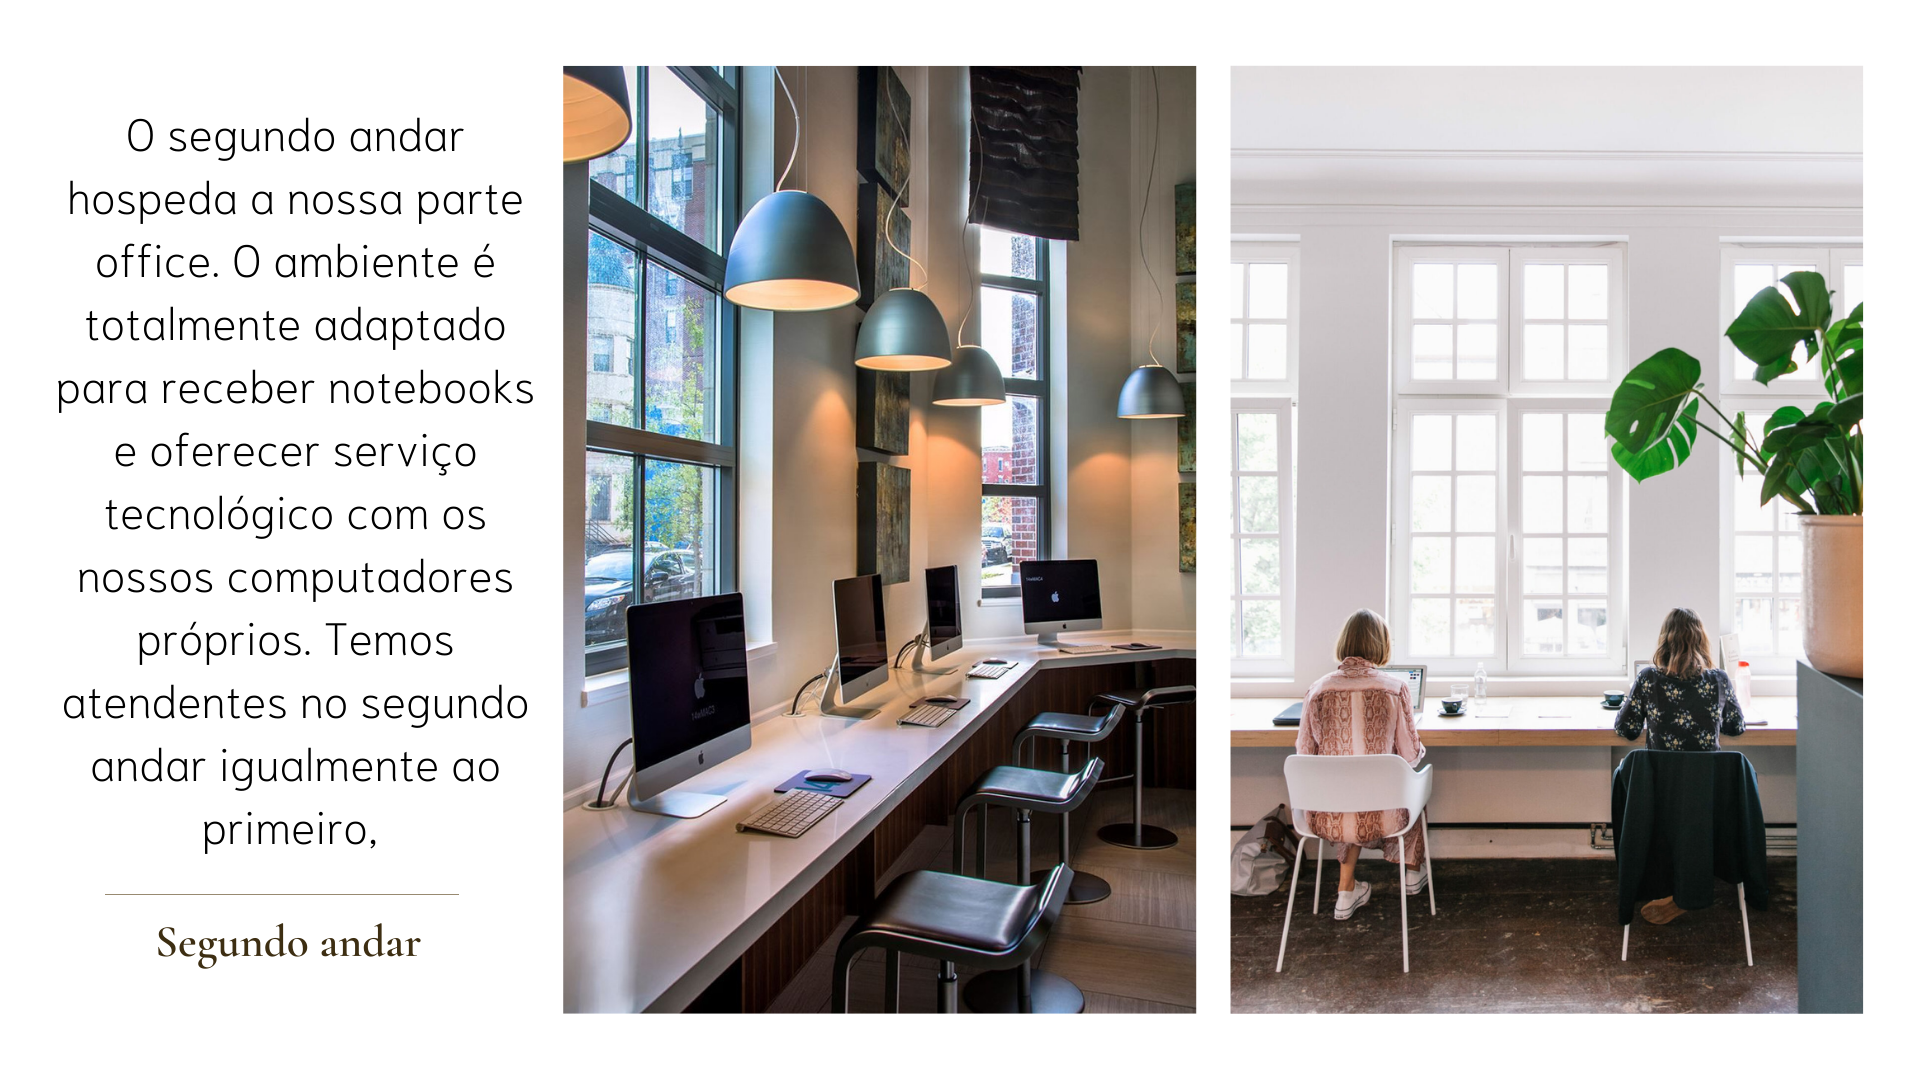 O segundo andar
hospeda a nossa parte
office. O ambiente é
totalmente adaptado
para receber notebooks
e oferecer serviço
tecnológico com os
nossos computadores
próprios. Temos
atendentes no segundo
andar igualmente ao
primeiro,
Segundo andar